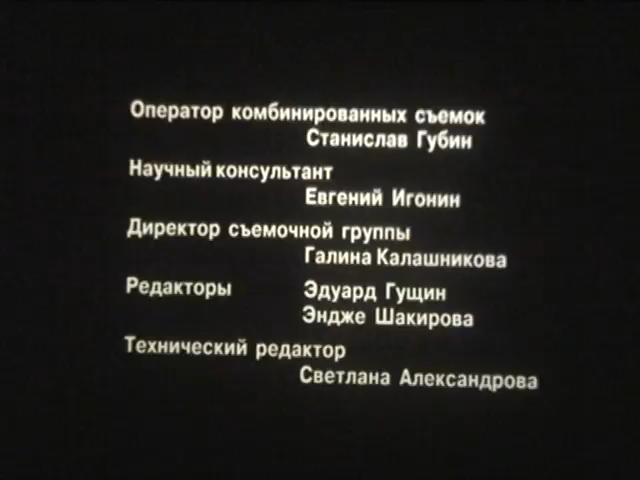 Оператор комбинированных съемок
Станислав Губин
Научный консультант
Евгений Игонин
Директор съемочной группы
Галина Калашникова
Редакторы Эдуард Гущин
Эндже Шакирова
Технический редактор
Светлана Александрова